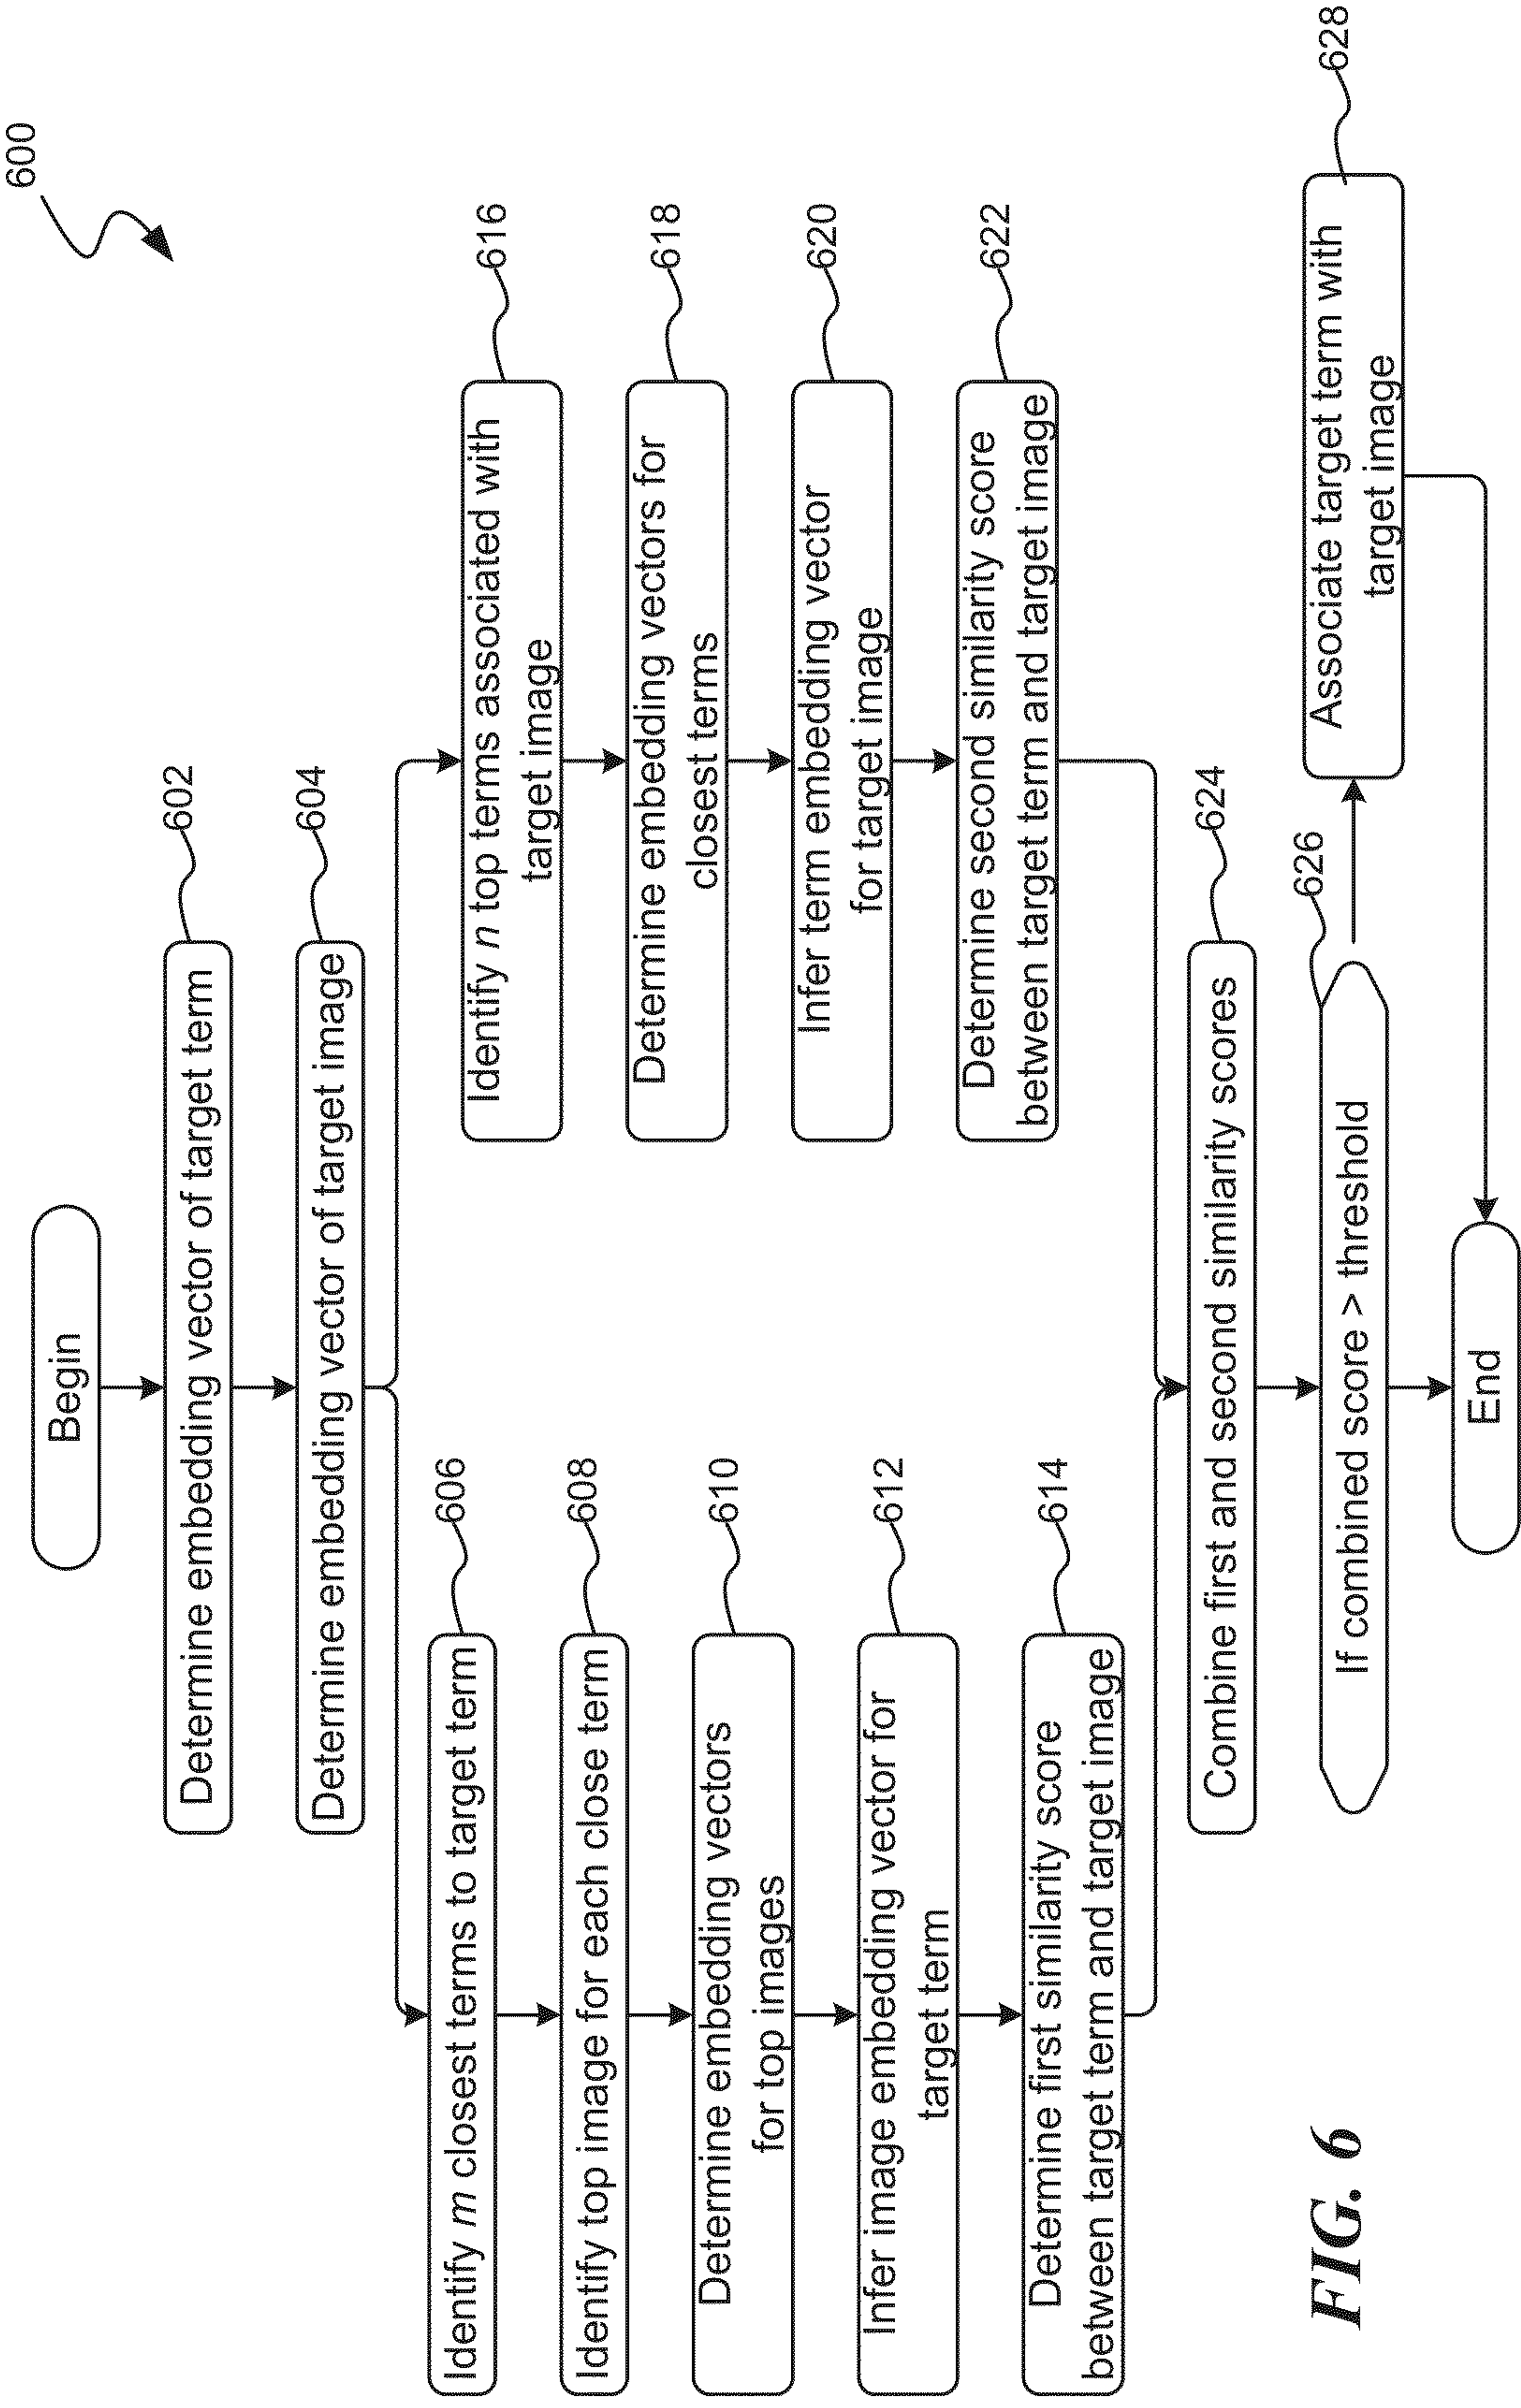 600
Begin
Determine embedding vector of target term
602
Determine embedding vector of target image
604
Identify m closest terms to target term
606
Identify top image for each close term
608
Determine embedding vectors
for top images
610
Infer image embedding vector for
target term
612
Determine first similarity score
between target term and target image
614
Identify n top terms associated with
target image
616
Determine embedding vectors for
closest terms
618
Infer term embedding vector
for target image
620
Determine second similarity score
between target term and target image
622
Combine first and second similarity scores
624
If combined score > threshold
626
Associate target term with
target image
628
End
FIG. 6